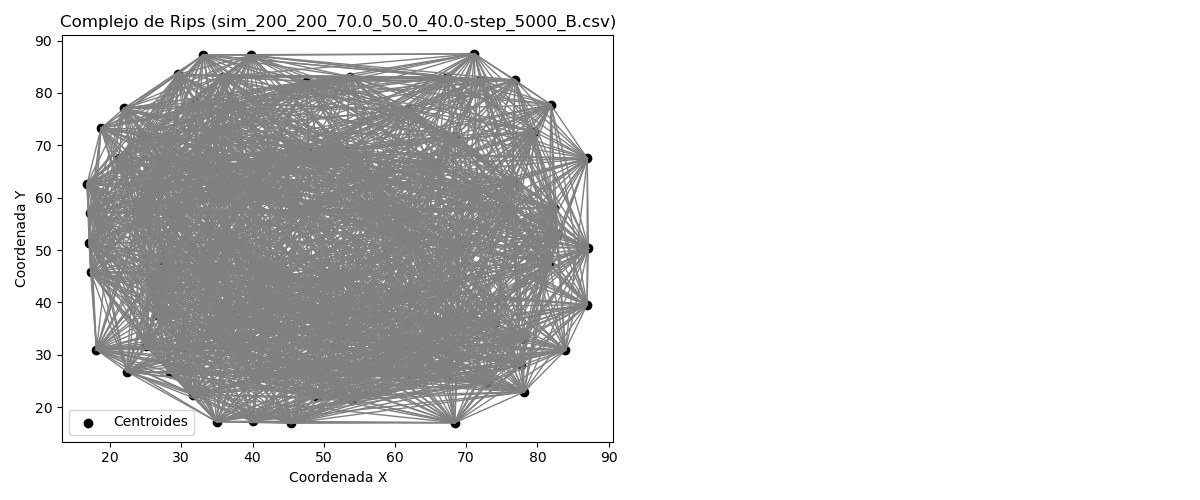 Complejo de Rips (sim_200_200_70.0_50.0_40.0-step_5000_B.csv)
90
80
70
60
50
40
30
20
Coordenada Y
Centroides
20 30 40 50 60 70 80 90
Coordenada X